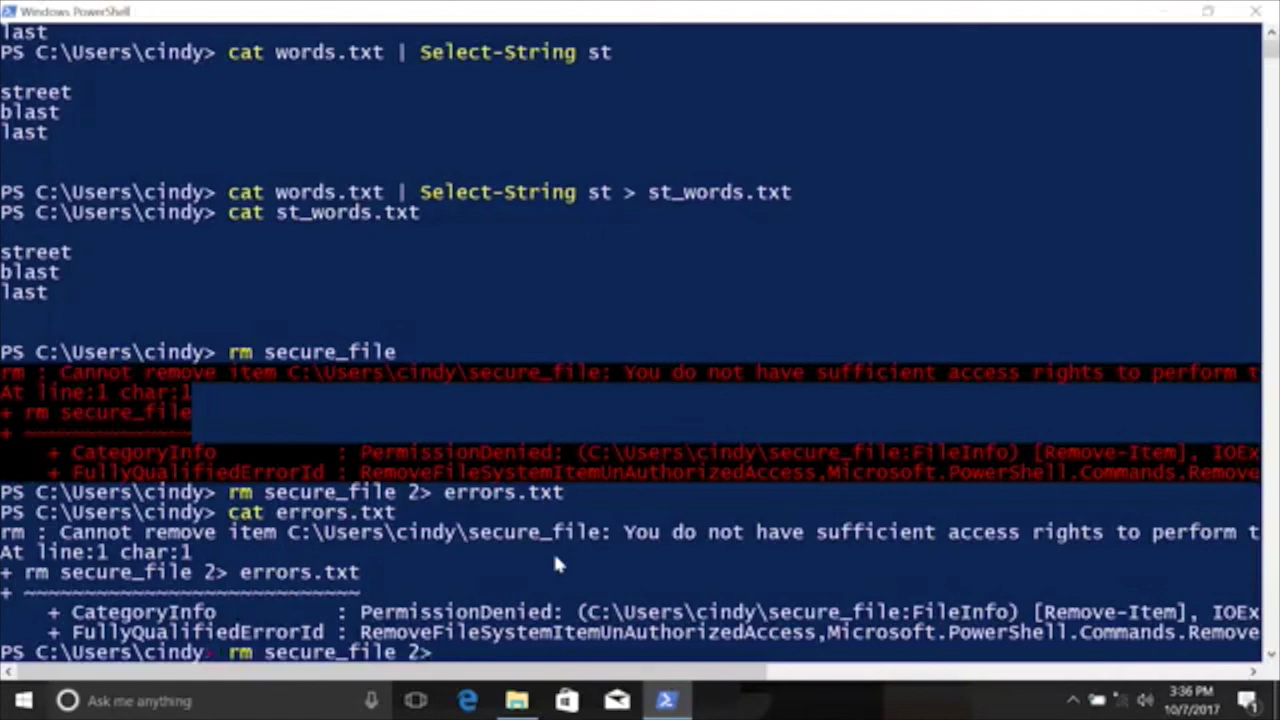 Windows PowerShell
last
PS C:\Users\cindy> cat words.txt | Select-String st
street
blast
last
PS C:\Users\cindy> cat words.txt | Select-String st > st_words.txt
PS C:\Users\cindy> cat st_words.txt
street
blast
last
PS C:\Users\cindy> rm secure_file
rm : Cannot remove item C:\Users\cindy\secure_file: You do not have sufficient access rights to perform t
At line:1 char:1
+ rm secure_file
+ ~~~~~~~~~~~~~~
+ CategoryInfo : PermissionDenied: (C:\Users\cindy\secure_file:FileInfo) [Remove-Item], IOEx
+ FullyQualifiedErrorId : RemoveFileSystemItemUnAuthorizedAccess,Microsoft.PowerShell.Commands.Remove
PS C:\Users\cindy> rm secure_file 2> errors.txt
PS C:\Users\cindy> cat errors.txt
rm : Cannot remove item C:\Users\cindy\secure_file: You do not have sufficient access rights to perform t
At line:1 char:1
+ rm secure_file 2> errors.txt
+ ~~~~~~~~~~~~~~~~~~~~~~~~~~~~
+ CategoryInfo : PermissionDenied: (C:\Users\cindy\secure_file:FileInfo) [Remove-Item], IOEx
+ FullyQualifiedErrorId : RemoveFileSystemItemUnAuthorizedAccess,Microsoft.PowerShell.Commands.Remove
PS C:\Users\cindy> rm secure_file 2>
Ask me anything
3:36 PM
10/7/2017
1